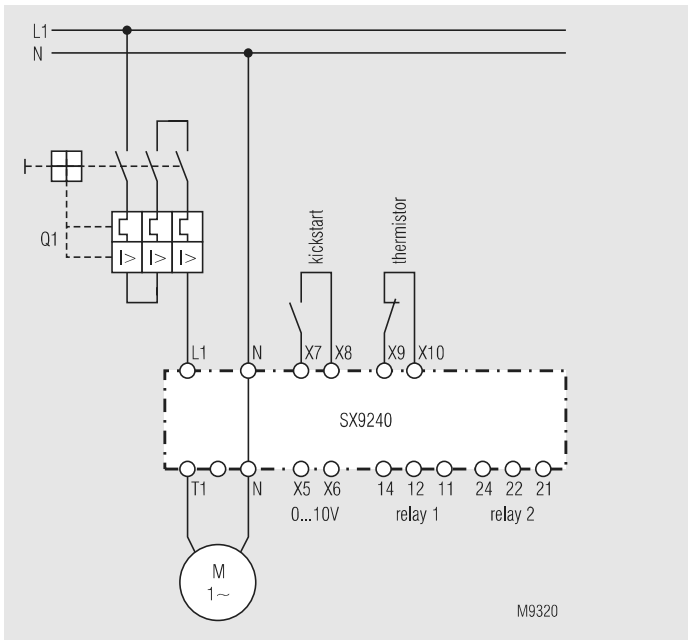 L1
N
Q1
I> I> I>
kickstart
thermistor
L1 N X7 X8 X9 X10
SX9240
T1 N X5 X6 14 12 11 24 22 21
0...10V relay 1 relay 2
M
1~
M9320